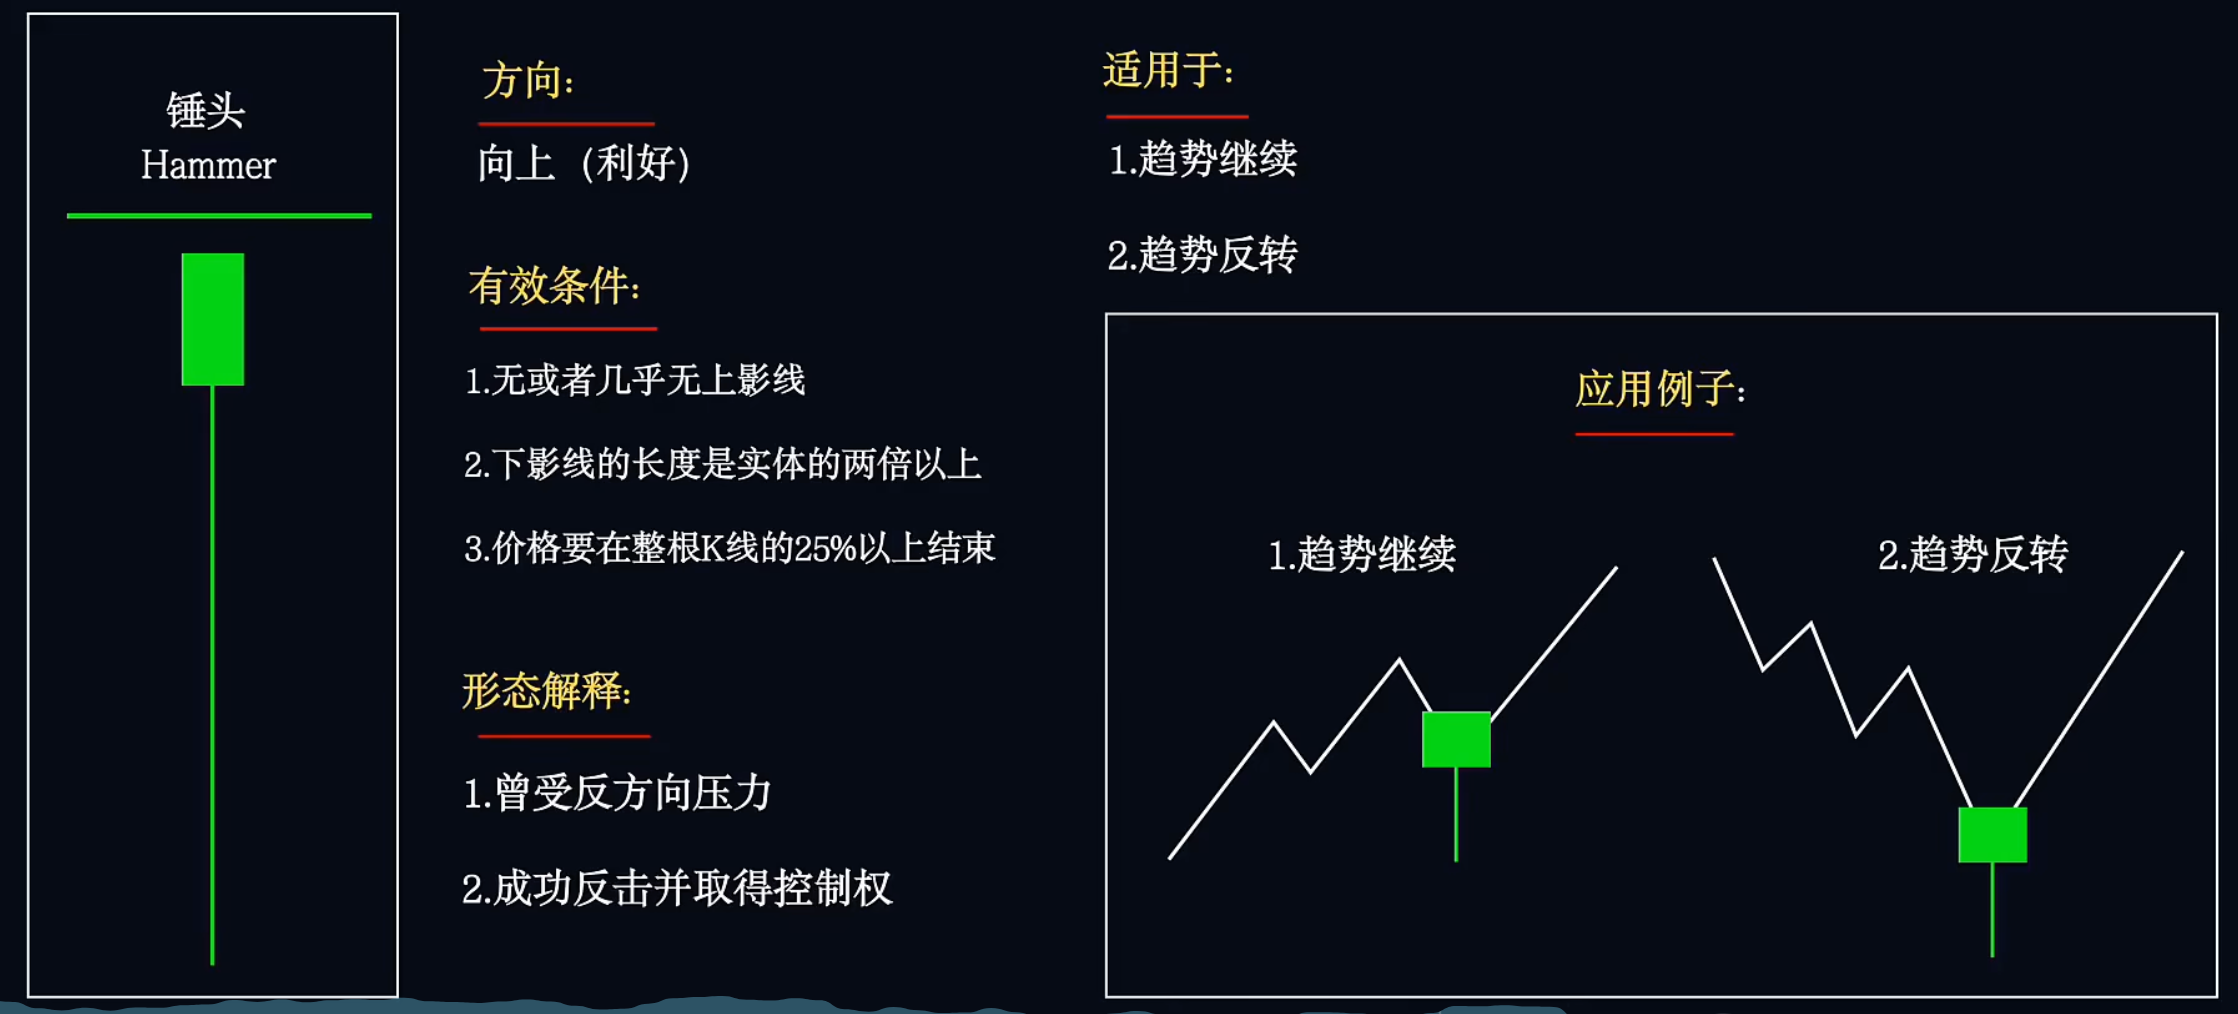 锤头
Hammer
方向:
向上（利好）
有效条件:
1.无或者几乎无上影线
2.下影线的长度是实体的两倍以上
3.价格要在整根K线的25%以上结束
形态解释:
1.曾受反方向压力
2.成功反击并取得控制权
适用于:
1.趋势继续
2.趋势反转
应用例子:
1.趋势继续
2.趋势反转